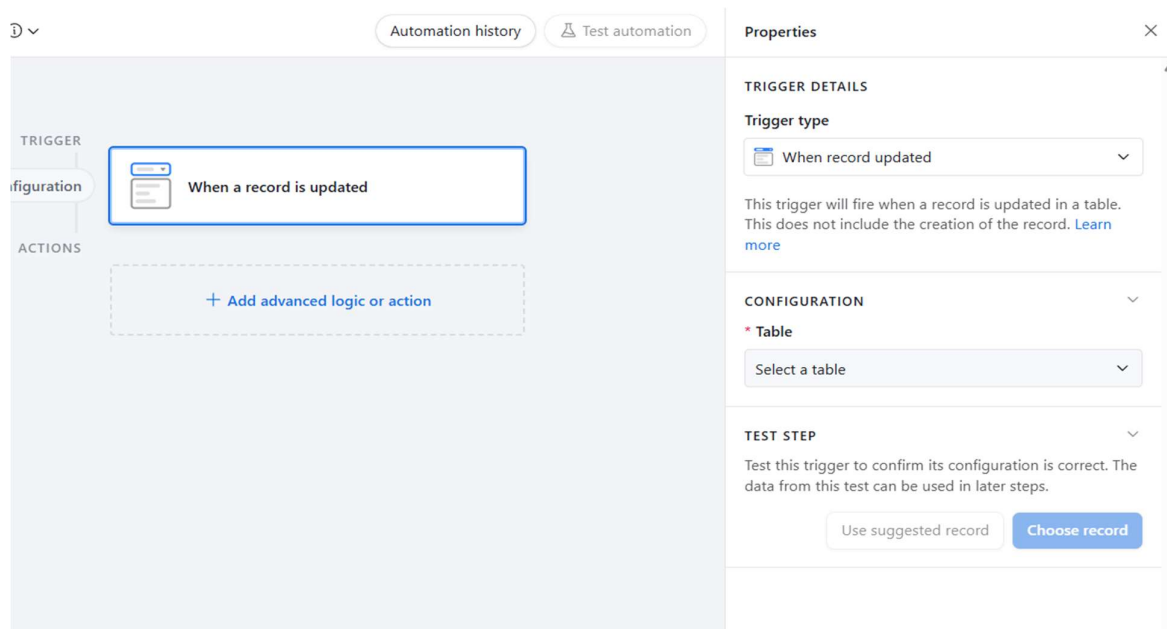 Automation history
Test automation
Properties
TRIGGER DETAILS
Trigger type
When record updated
This trigger will fire when a record is updated in a table.
This does not include the creation of the record. Learn
more
TRIGGER
figuration
When a record is updated
ACTIONS
+ Add advanced logic or action
CONFIGURATION
* Table
Select a table
TEST STEP
Test this trigger to confirm its configuration is correct. The
data from this test can be used in later steps.
Use suggested record
Choose record